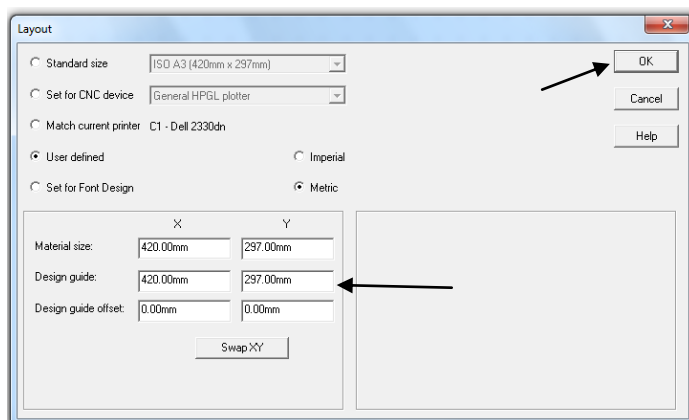 Layout
Standard size ISO A3 (420mm x 297mm) OK
Set for CNC device General HPGL plotter Cancel
Match current printer C1 - Dell 2330dn Help
User defined Imperial
Set for Font Design Metric
X Y
Material size: 420.00mm 297.00mm
Design guide: 420.00mm 297.00mm
Design guide offset: 0.00mm 0.00mm
Swap XY